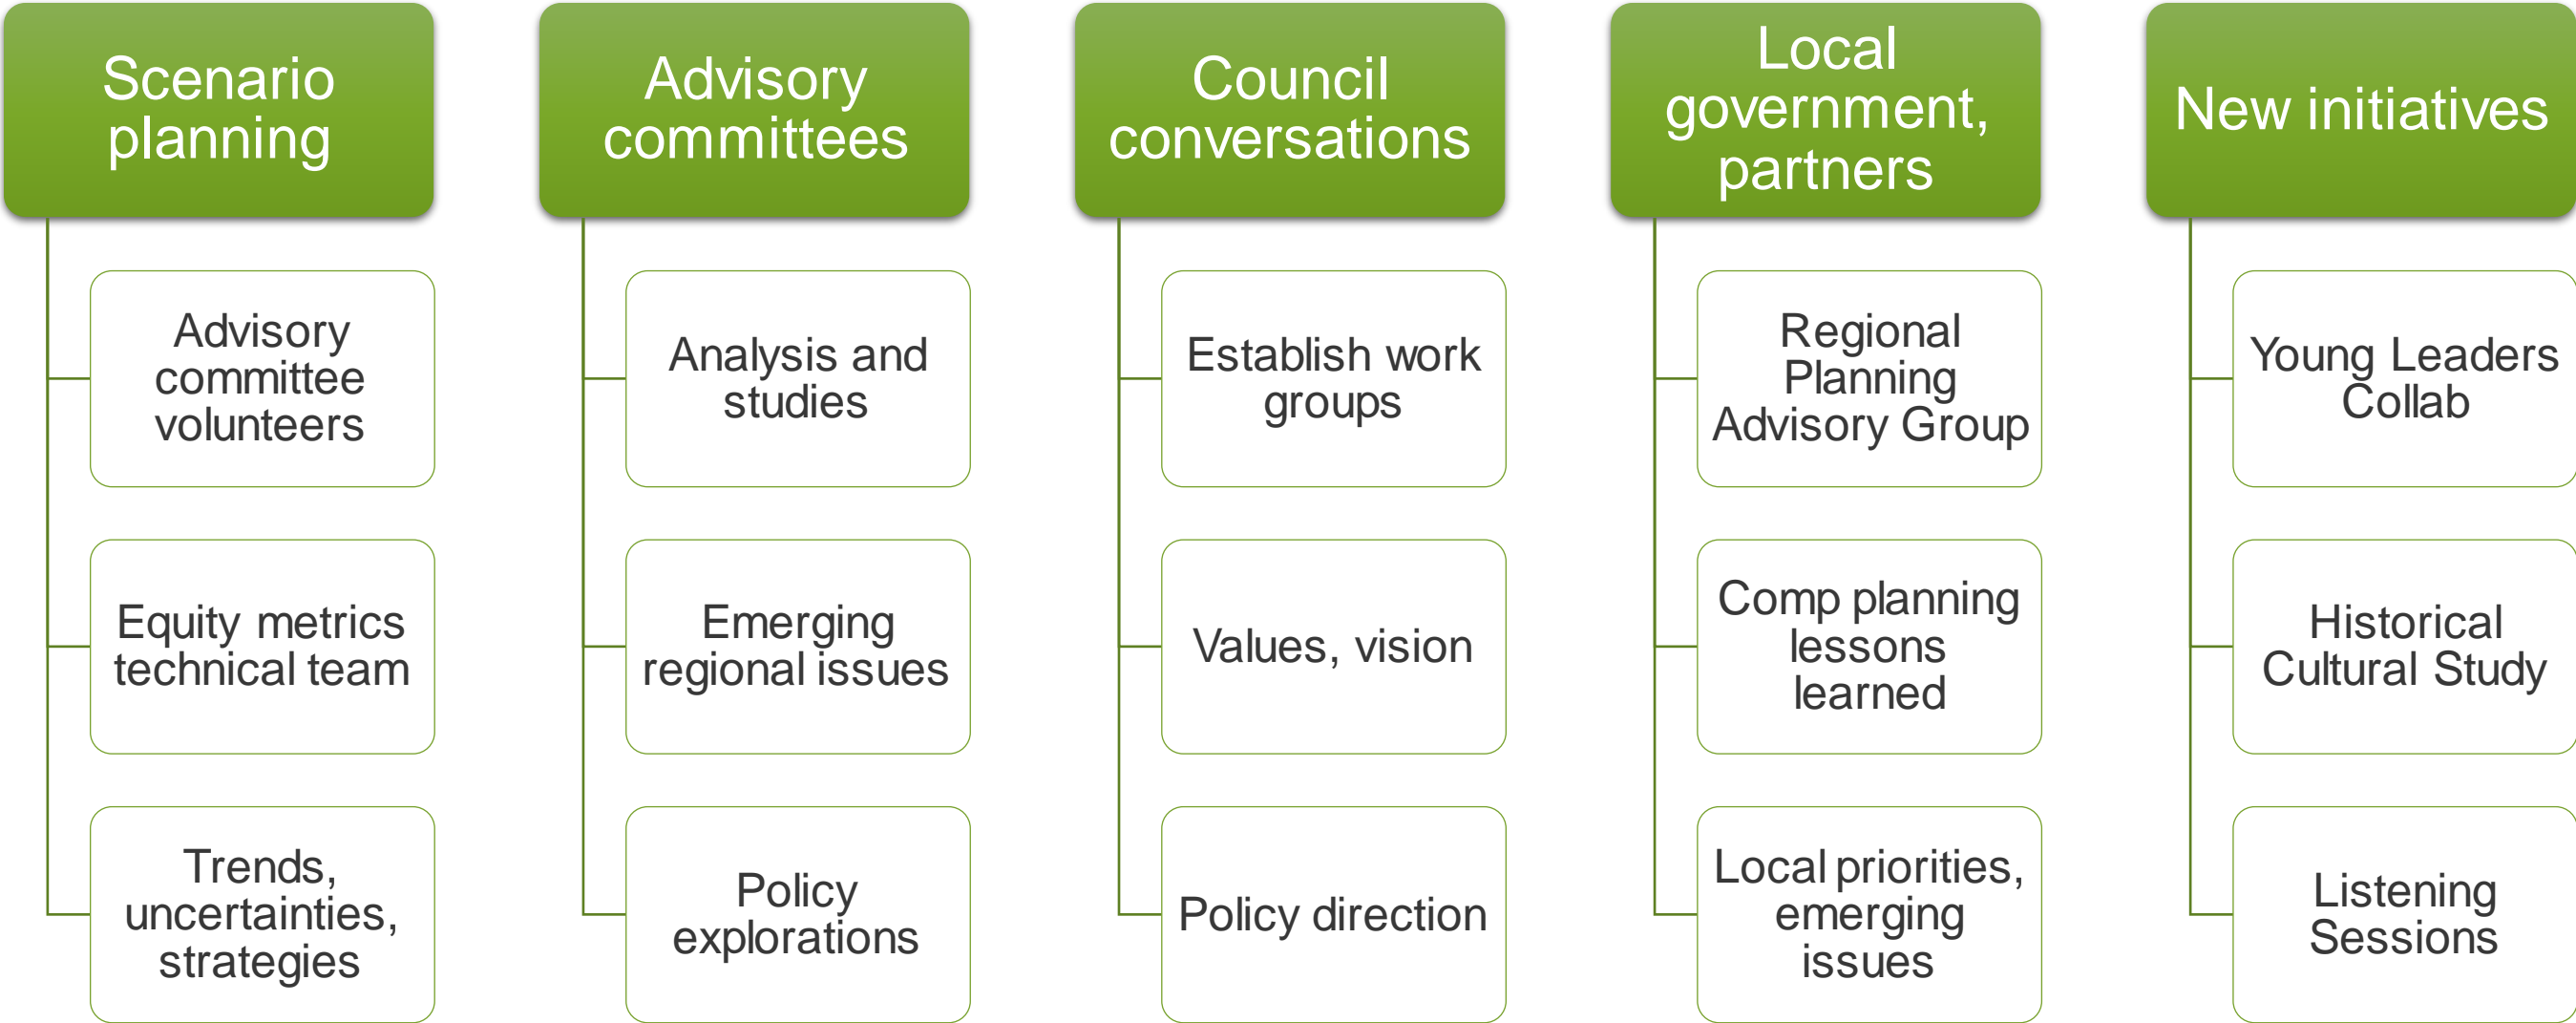 Scenario
planning
Advisory
committee
volunteers
Equity metrics
technical team
Trends,
uncertainties,
strategies
Advisory
committees
Analysis and
studies
Emerging
regional issues
Policy
explorations
Council
conversations
Establish work
groups
Values, vision
Policy direction
Local
government,
partners
Regional
Planning
Advisory Group
Comp planning
lessons
learned
Local priorities,
emerging
issues
New initiatives
Young Leaders
Collab
Historical
Cultural Study
Listening
Sessions